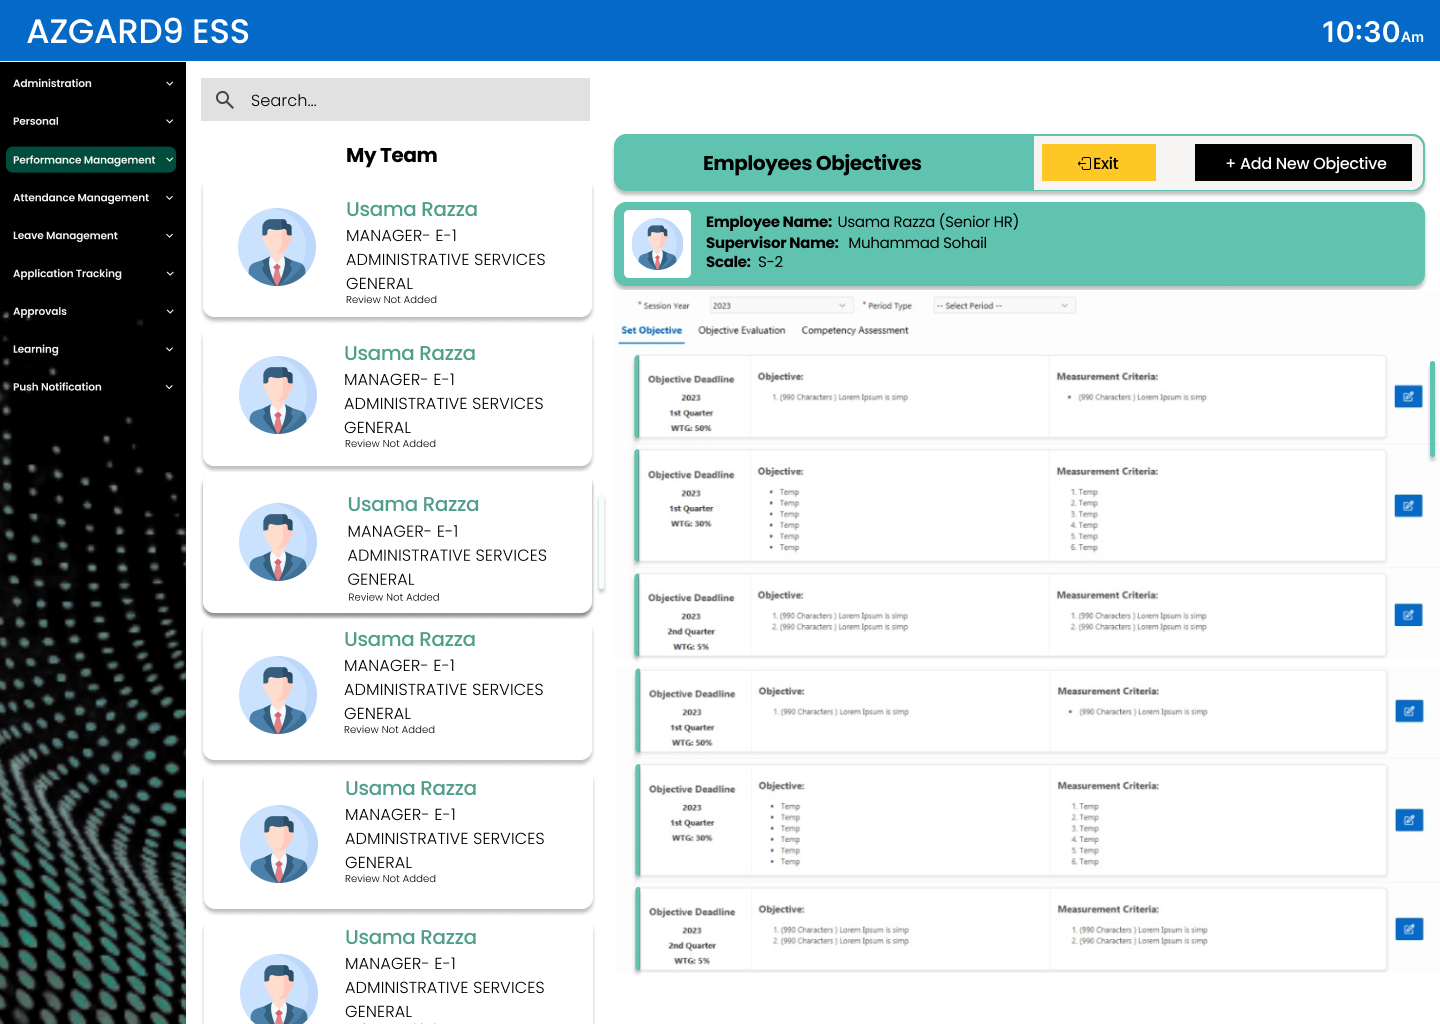 AZGARD9 ESS
10:30Am
Administration
Personal
Performance Management
Attendance Management
Leave Management
Application Tracking
Approvals
Learning
Push Notification
Search...
My Team
Usama Razza
MANAGER- E-1
ADMINISTRATIVE SERVICES
GENERAL
Review Not Added
Usama Razza
MANAGER- E-1
ADMINISTRATIVE SERVICES
GENERAL
Review Not Added
Usama Razza
MANAGER- E-1
ADMINISTRATIVE SERVICES
GENERAL
Review Not Added
Usama Razza
MANAGER- E-1
ADMINISTRATIVE SERVICES
GENERAL
Review Not Added
Usama Razza
MANAGER- E-1
ADMINISTRATIVE SERVICES
GENERAL
Review Not Added
Usama Razza
MANAGER- E-1
ADMINISTRATIVE SERVICES
GENERAL
Employees Objectives
Exit
+ Add New Objective
Employee Name: Usama Razza (Senior HR)
Supervisor Name: Muhammad Sohail
Scale: S-2
* Session Year 2023 * Period Type -- Select Period --
Set Objective Objective Evaluation Competency Assessment
Objective Deadline
2023
1st Quarter
WTG: 50%
Objective:
1. (990 Characters ) Lorem Ipsum is simp
Measurement Criteria:
• (990 Characters ) Lorem Ipsum is simp
Objective Deadline
2023
1st Quarter
WTG: 30%
Objective:
• Temp
• Temp
• Temp
• Temp
• Temp
• Temp
Measurement Criteria:
1. Temp
2. Temp
3. Temp
4. Temp
5. Temp
6. Temp
Objective Deadline
2023
2nd Quarter
WTG: 5%
Objective:
1. (990 Characters ) Lorem Ipsum is simp
2. (990 Characters ) Lorem Ipsum is simp
Measurement Criteria:
1. (990 Characters ) Lorem Ipsum is simp
2. (990 Characters ) Lorem Ipsum is simp
Objective Deadline
2023
1st Quarter
WTG: 50%
Objective:
1. (990 Characters ) Lorem Ipsum is simp
Measurement Criteria:
• (990 Characters ) Lorem Ipsum is simp
Objective Deadline
2023
1st Quarter
WTG: 30%
Objective:
• Temp
• Temp
• Temp
• Temp
• Temp
• Temp
Measurement Criteria:
1. Temp
2. Temp
3. Temp
4. Temp
5. Temp
6. Temp
Objective Deadline
2023
2nd Quarter
WTG: 5%
Objective:
1. (990 Characters ) Lorem Ipsum is simp
2. (990 Characters ) Lorem Ipsum is simp
Measurement Criteria:
1. (990 Characters ) Lorem Ipsum is simp
2. (990 Characters ) Lorem Ipsum is simp